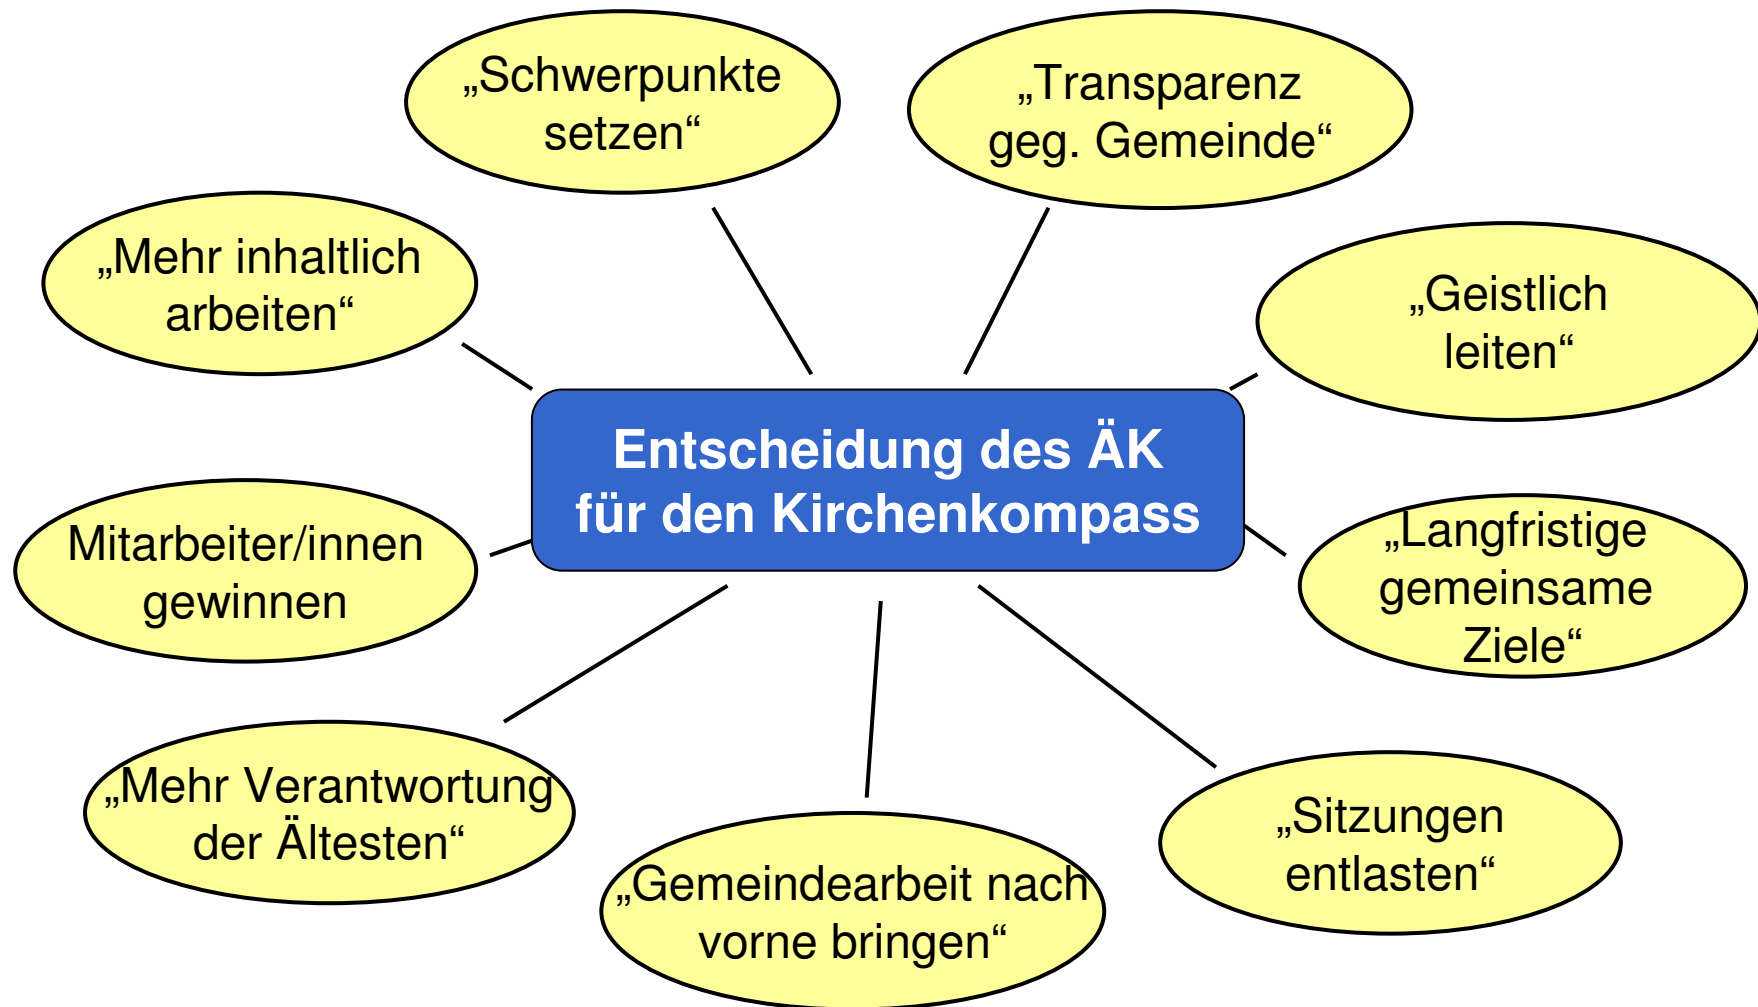 „Schwerpunkte
setzen“
„Transparenz
geg. Gemeinde“
„Mehr inhaltlich
arbeiten“
„Geistlich
leiten“
Entscheidung des ÄK
für den Kirchenkompass
Mitarbeiter/innen
gewinnen
„Langfristige
gemeinsame
Ziele“
„Mehr Verantwortung
der Ältesten“
„Gemeindearbeit nach
vorne bringen“
„Sitzungen
entlasten“